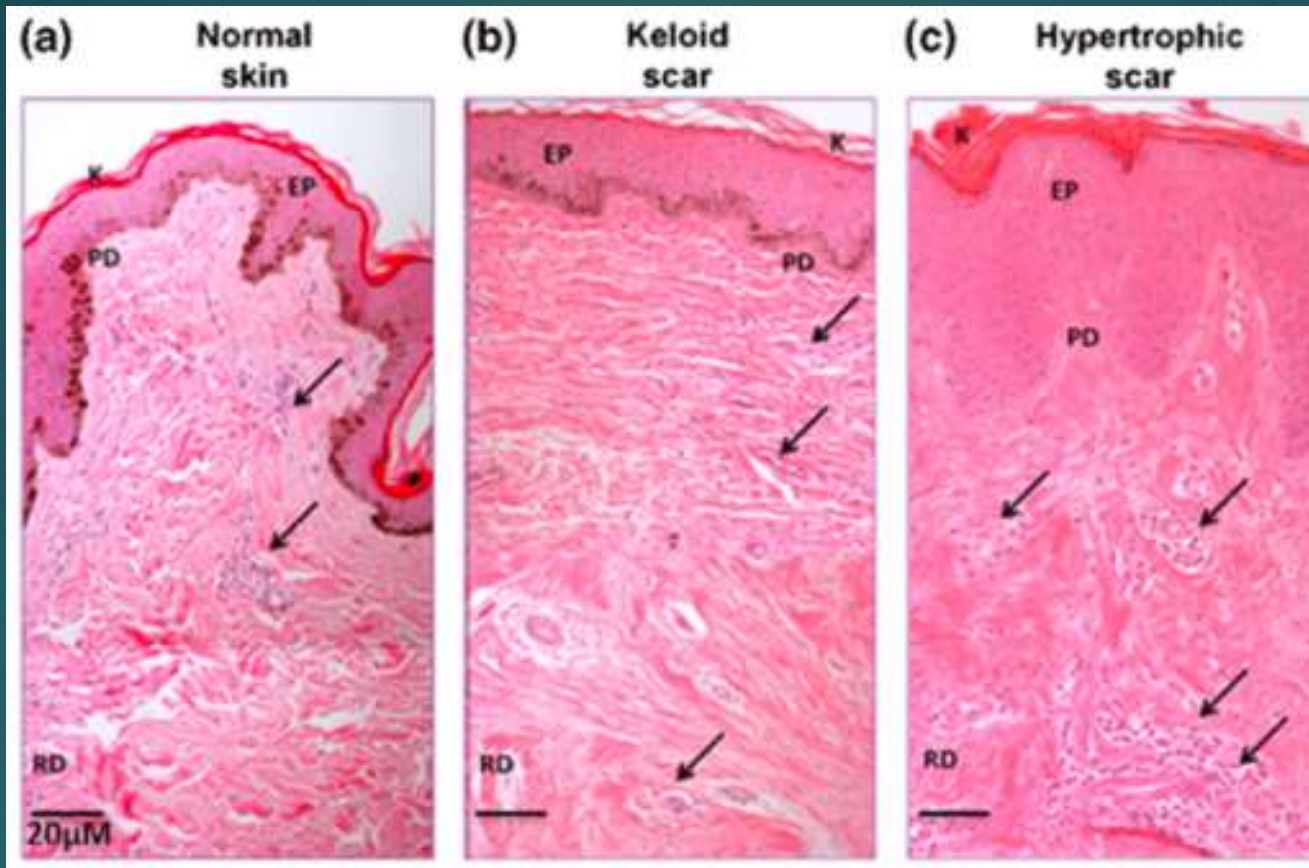 (a) Normal skin
(b) Keloid scar
(c) Hypertrophic scar
K
EP
PD
RD
20µM
EP
K
PD
RD
K
EP
PD
RD